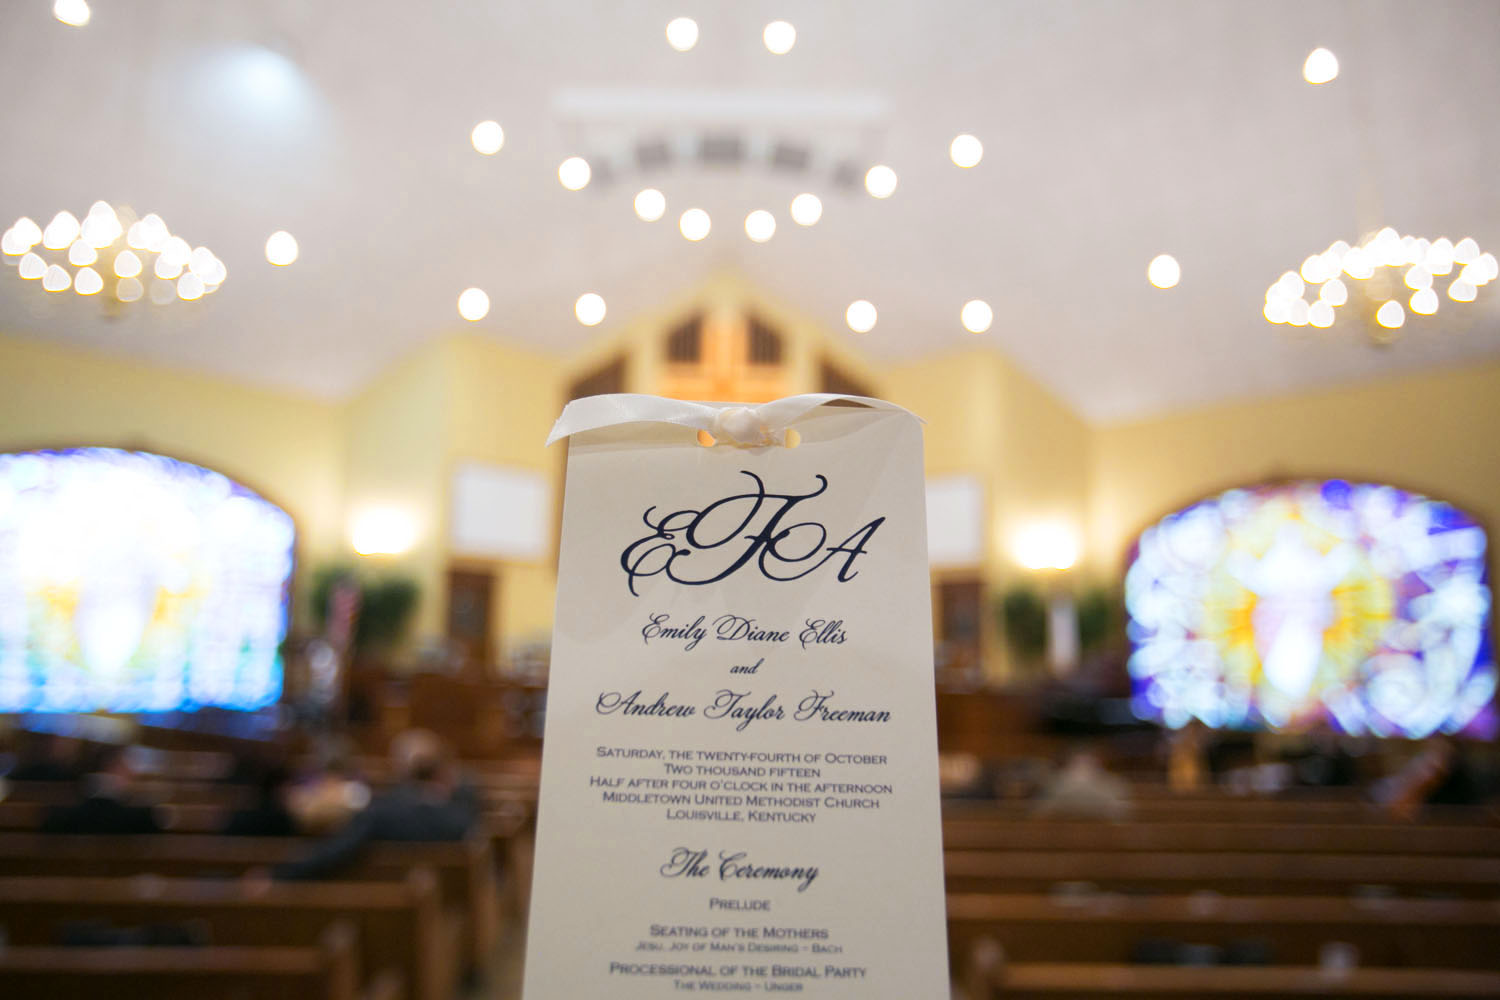 EFA
Emily Diane Ellis
and
Andrew Taylor Freeman
Saturday, the twenty-fourth of October
Two thousand fifteen
Half after four o'clock in the afternoon
Middletown United Methodist Church
Louisville, Kentucky
The Ceremony
Prelude
Seating of the Mothers
Jesu, Joy of Man's Desiring ~ Bach
Processional of the Bridal Party
The Wedding ~ Unger